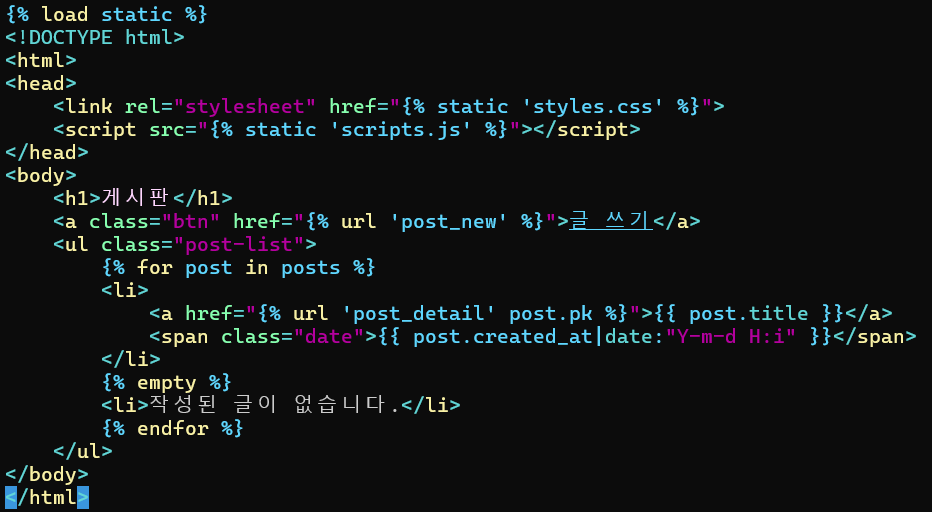 {% load static %}
<!DOCTYPE html>
<html>
<head>
    <link rel="stylesheet" href="{% static 'styles.css' %}">
    <script src="{% static 'scripts.js' %}"></script>
</head>
<body>
    <h1>게시판</h1>
    <a class="btn" href="{% url 'post_new' %}">글 쓰기</a>
    <ul class="post-list">
        {% for post in posts %}
        <li>
            <a href="{% url 'post_detail' post.pk %}">{{ post.title }}</a>
            <span class="date">{{ post.created_at|date:"Y-m-d H:i" }}</span>
        </li>
        {% empty %}
        <li>작성된 글이 없습니다.</li>
        {% endfor %}
    </ul>
</body>
</html>